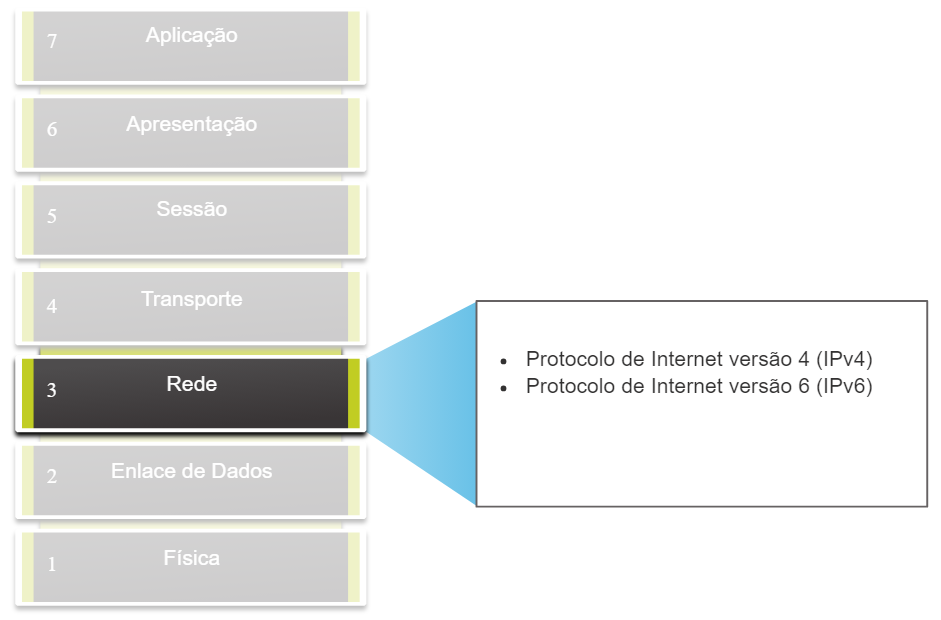 7 Aplicação
6 Apresentação
5 Sessão
4 Transporte
3 Rede
• Protocolo de Internet versão 4 (IPv4)
• Protocolo de Internet versão 6 (IPv6)
2 Enlace de Dados
1 Física